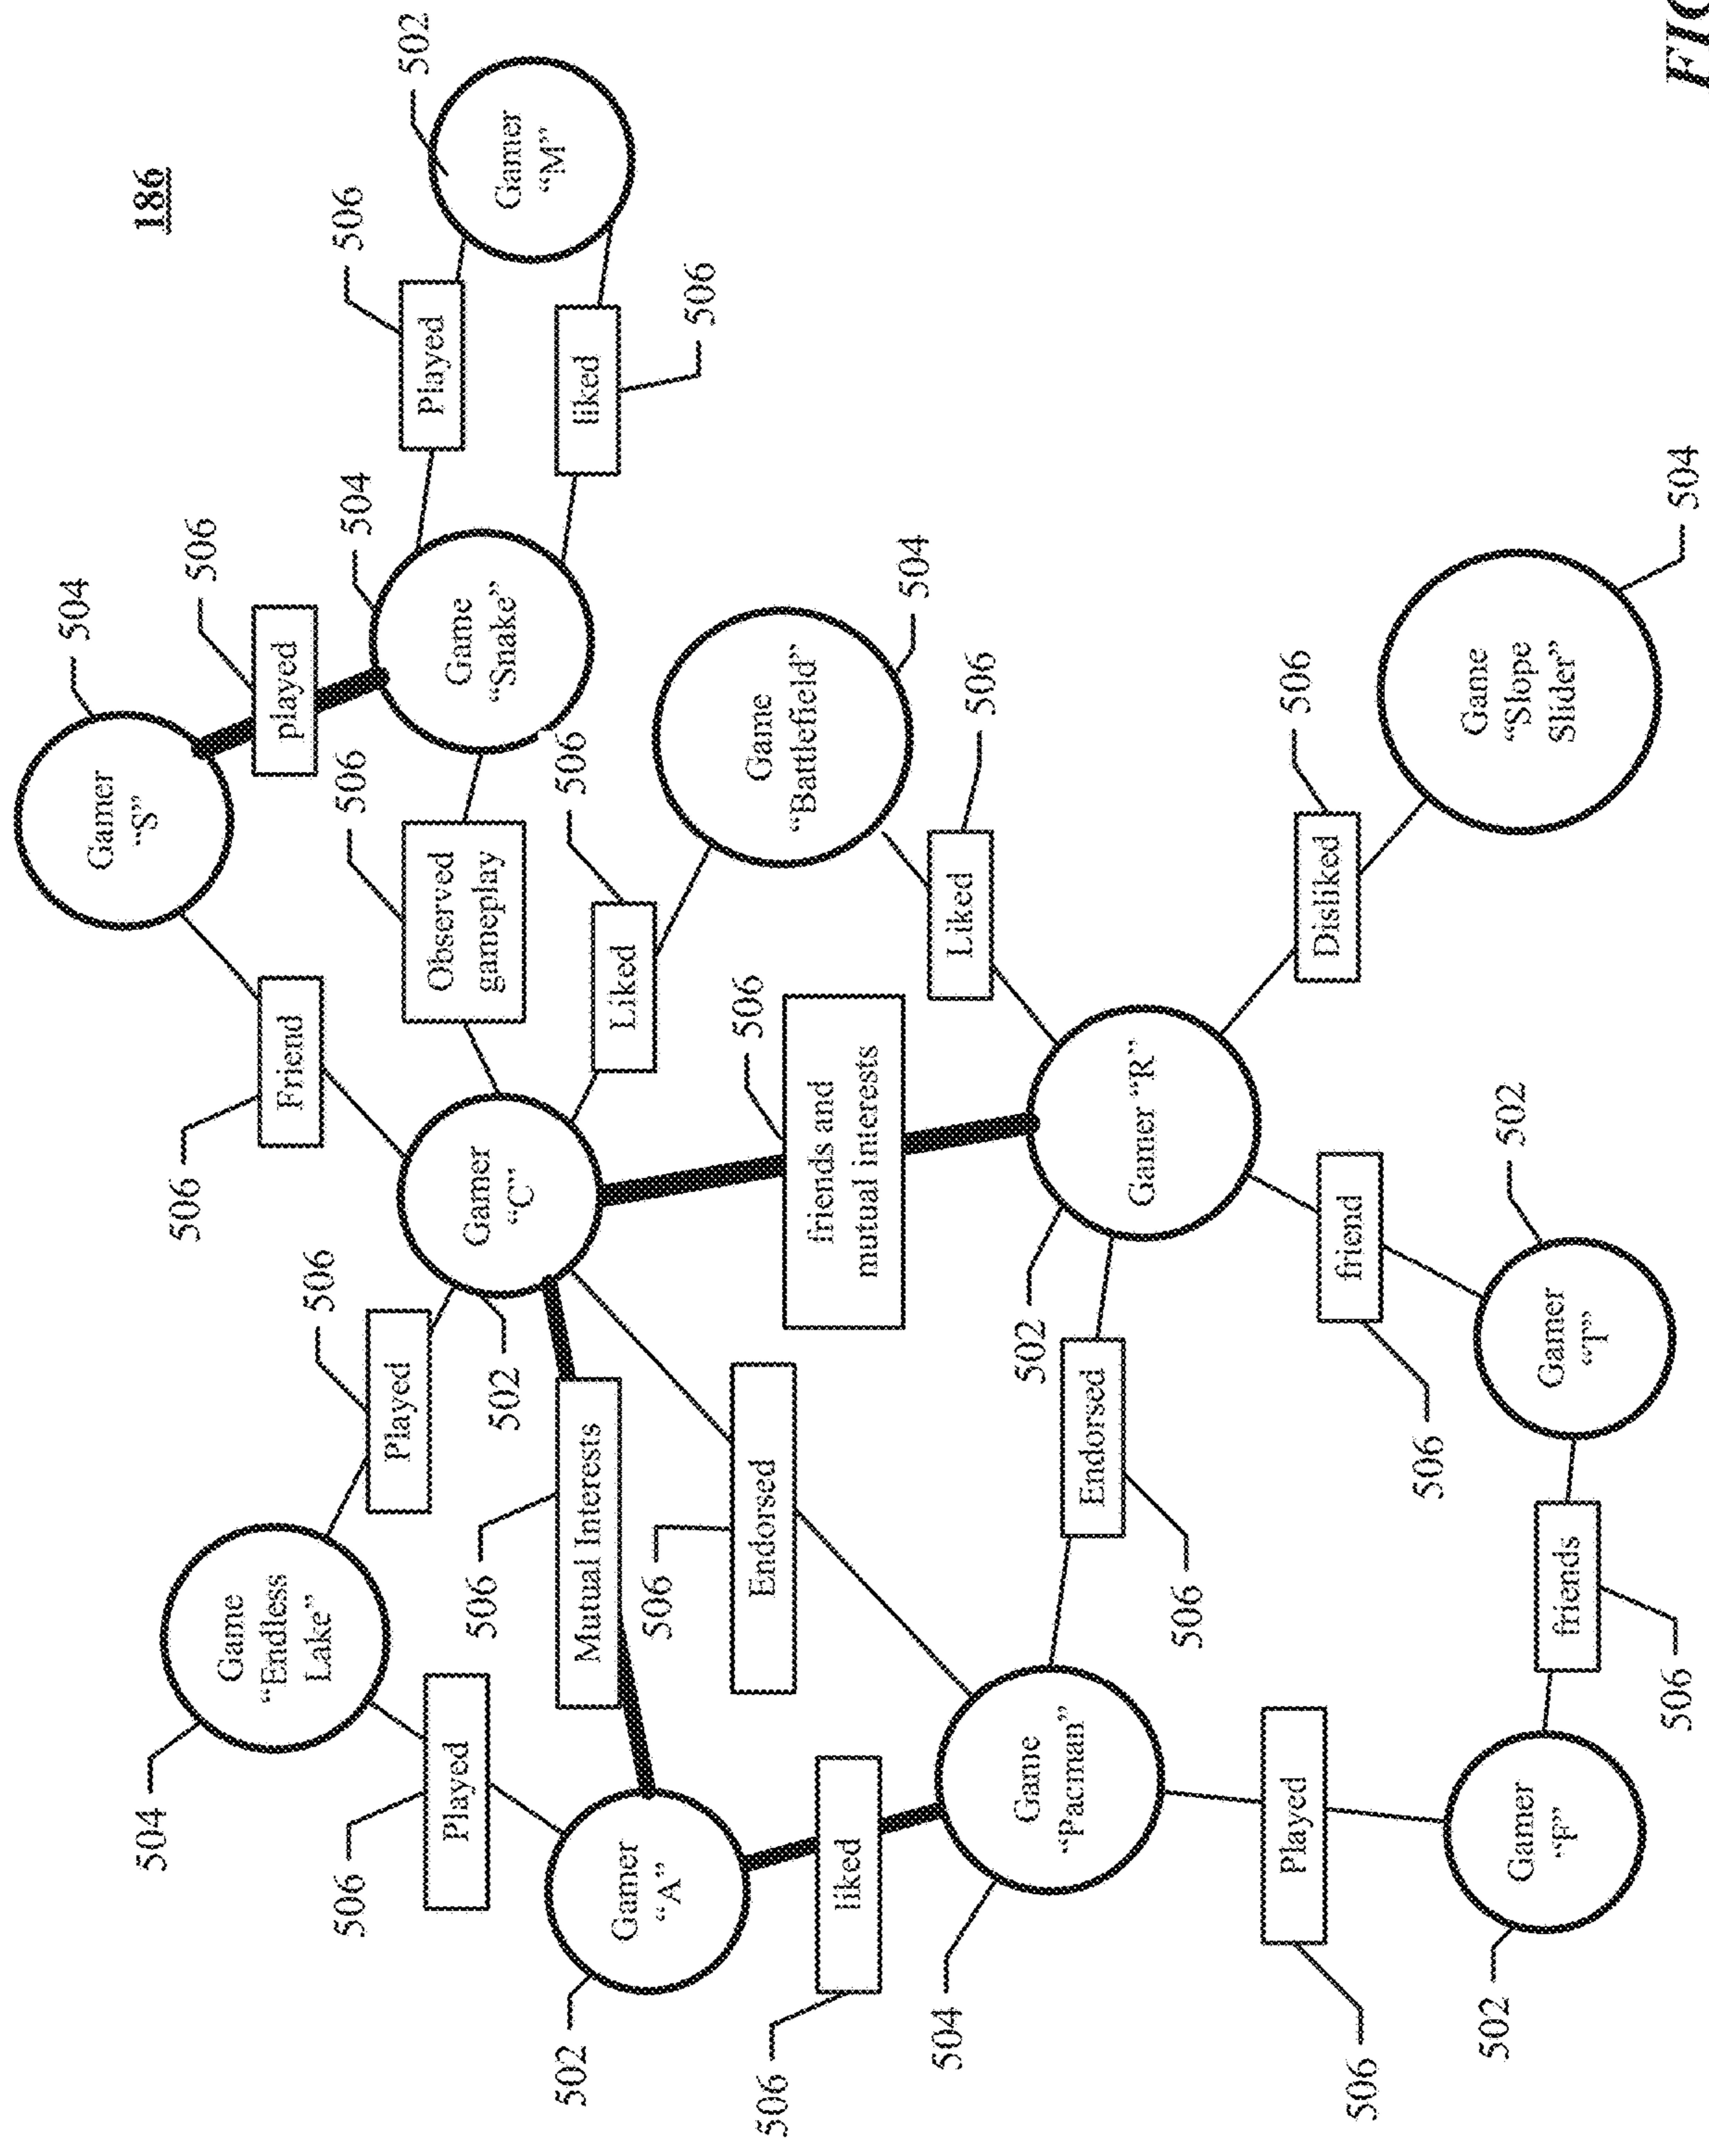 186
504
Game
“Endless
Lake”
506
Played
506
Played
502
Gamer
“A”
506
Mutual Interests
506
liked
504
Game
“Pacman”
506
Endorsed
506
Played
502
Gamer
“F”
506
friends
502
Gamer
“T”
506
friend
506
Endorsed
502
Gamer “R”
502
Gamer
“C”
506
friends and
mutual interests
506
Friend
504
Gamer
“S”
506
played
506
Observed
gameplay
504
Game
“Snake”
506
Liked
504
Game
“Battlefield”
506
Liked
506
Disliked
504
Game
“Slope
Slider”
506
Played
506
liked
502
Gamer
“M”